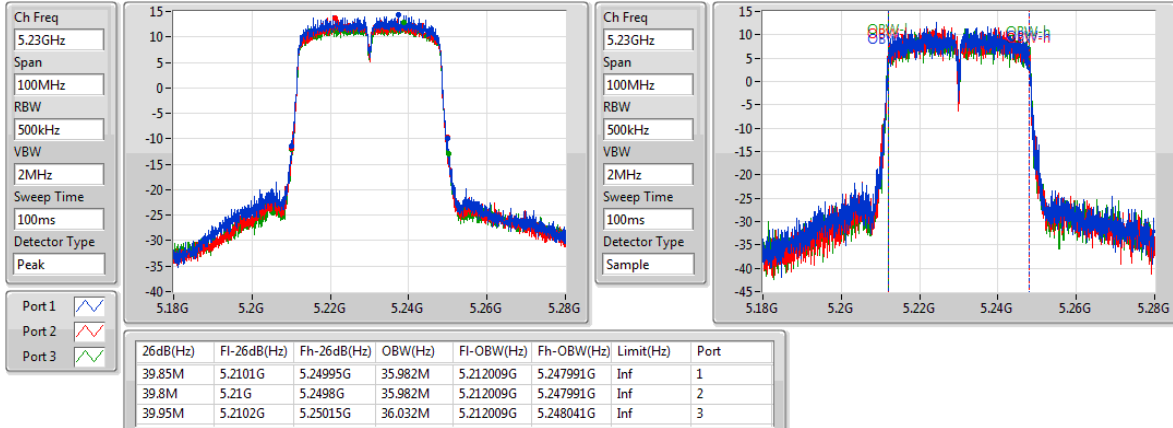 Ch Freq
5.23GHz
Span
100MHz
RBW
500kHz
VBW
2MHz
Sweep Time
100ms
Detector Type
Peak
Port 1
Port 2
Port 3
15
10
5
0
-5
-10
-15
-20
-25
-30
-35
-40
5.18G 5.2G 5.22G 5.24G 5.26G 5.28G
Ch Freq
5.23GHz
Span
100MHz
RBW
500kHz
VBW
2MHz
Sweep Time
100ms
Detector Type
Sample
15
10
5
0
-5
-10
-15
-20
-25
-30
-35
-40
-45
5.18G 5.2G 5.22G 5.24G 5.26G 5.28G
26dB(Hz) Fl-26dB(Hz) Fh-26dB(Hz) OBW(Hz) Fl-OBW(Hz) Fh-OBW(Hz) Limit(Hz) Port
39.85M 5.2101G 5.24995G 35.982M 5.212009G 5.247991G Inf 1
39.8M 5.21G 5.2498G 35.982M 5.212009G 5.247991G Inf 2
39.95M 5.2102G 5.25015G 36.032M 5.212009G 5.248041G Inf 3